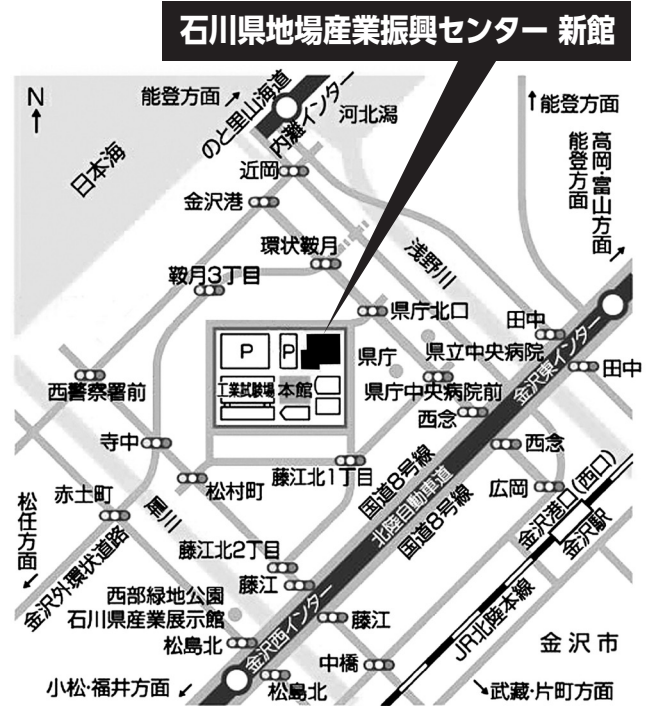 石川県地場産業振興センター 新館
N
能登方面
のと里山海道
内灘インター
河北潟
能登方面
高岡・富山方面
能登方面
日本海
近岡
金沢港
環状鞍月
浅野川
鞍月3丁目
県庁北口
田中
P
P
県庁
県立中央病院
金沢東インター
田中
西警察署前
工業試験場
本館
県庁中央病院前
西念
西念
寺中
藤江北1丁目
国道8号線
北陸自動車道
国道8号線
広岡
金沢港口(西口)
金沢駅
松村町
赤土町
犀川
松任方面
金沢外環状道路
藤江北2丁目
藤江
西部緑地公園
石川県産業展示館
藤江
JR北陸本線
金沢市
松島北
金沢西インター
中橋
小松・福井方面
松島北
武蔵・片町方面